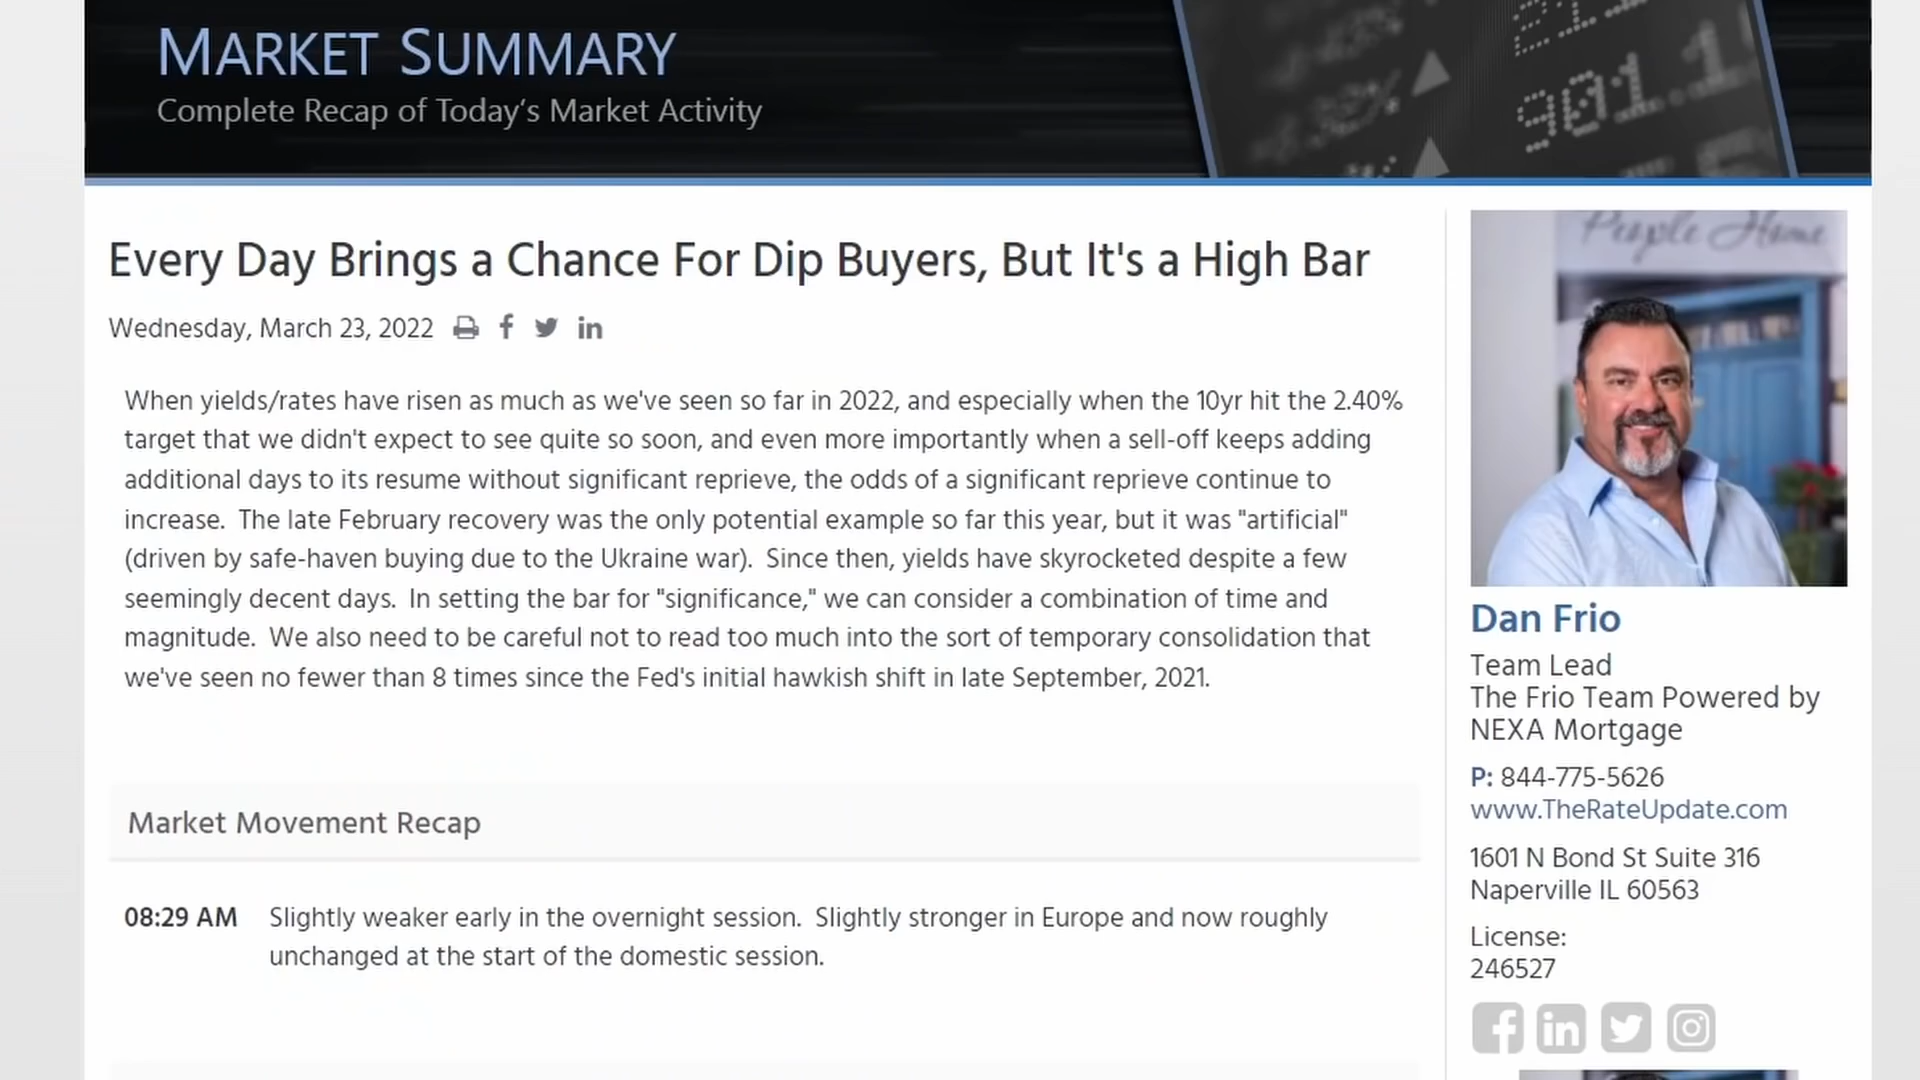 MARKET SUMMARY
Complete Recap of Today's Market Activity
901.1
People Home
Every Day Brings a Chance For Dip Buyers, But It's a High Bar
Wednesday, March 23, 2022
When yields/rates have risen as much as we've seen so far in 2022, and especially when the 10yr hit the 2.40%
target that we didn't expect to see quite so soon, and even more importantly when a sell-off keeps adding
additional days to its resume without significant reprieve, the odds of a significant reprieve continue to
increase.  The late February recovery was the only potential example so far this year, but it was "artificial"
(driven by safe-haven buying due to the Ukraine war).  Since then, yields have skyrocketed despite a few
seemingly decent days.  In setting the bar for "significance," we can consider a combination of time and
magnitude.  We also need to be careful not to read too much into the sort of temporary consolidation that
we've seen no fewer than 8 times since the Fed's initial hawkish shift in late September, 2021.
Market Movement Recap
08:29 AM Slightly weaker early in the overnight session.  Slightly stronger in Europe and now roughly
unchanged at the start of the domestic session.
Dan Frio
Team Lead
The Frio Team Powered by
NEXA Mortgage
P: 844-775-5626
www.TheRateUpdate.com
1601 N Bond St Suite 316
Naperville IL 60563
License:
246527